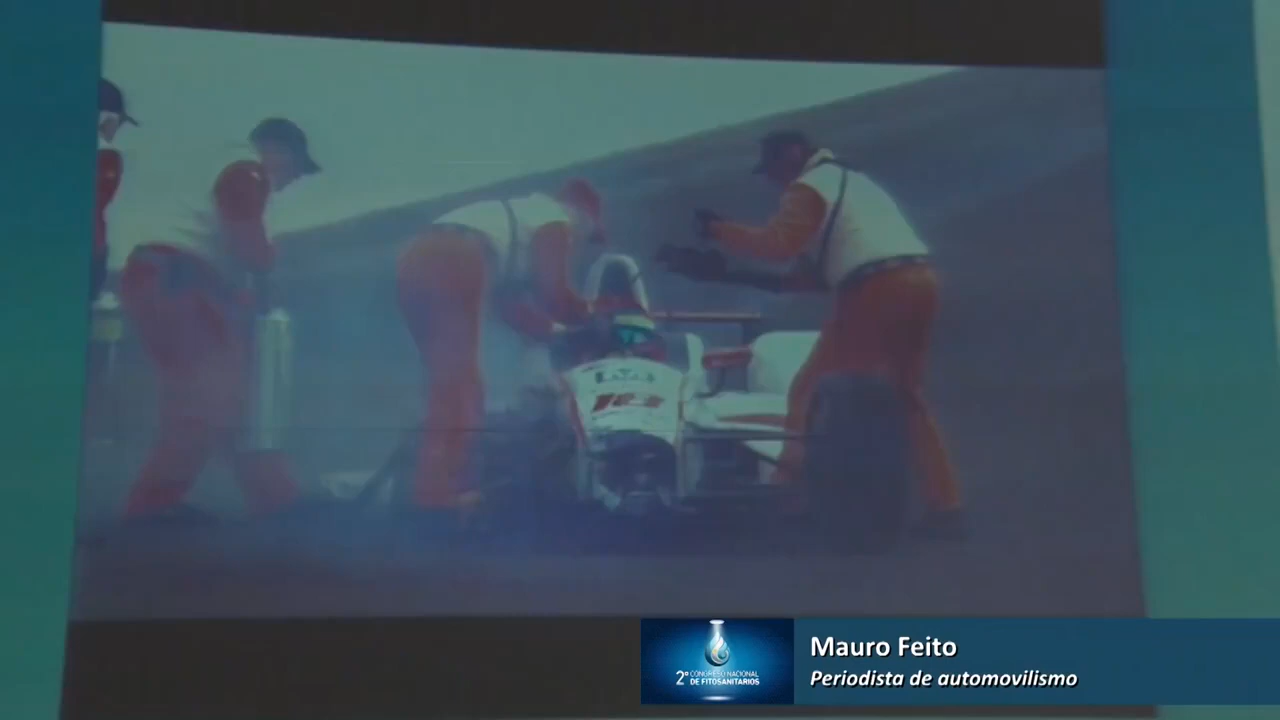 Mauro Feito
Periodista de automovilismo
2º CONGRESO NACIONAL
DE FITOSANITARIOS